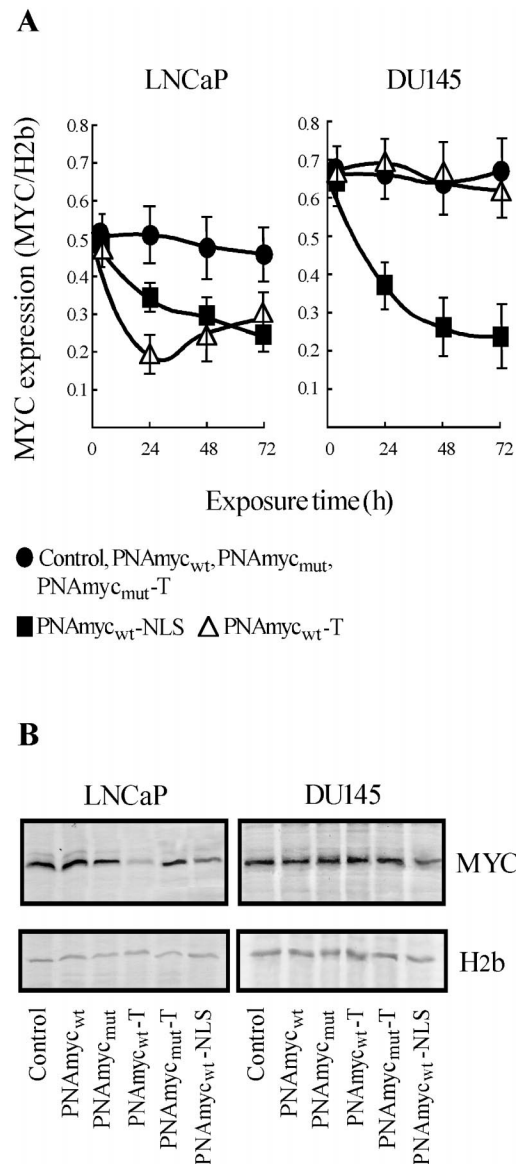 A
LNCaP
DU145
MYC expression (MYC/H2b)
0.8
0.7
0.6
0.5
0.4
0.3
0.2
0.1
0.8
0.7
0.6
0.5
0.4
0.3
0.2
0.1
0 24 48 72
0 24 48 72
Exposure time (h)
Control, PNAmycwt, PNAmycmut,
PNAmycmut-T
PNAmycwt-NLS PNAmycwt-T
B
LNCaP
DU145
MYC
H2b
Control
PNAmycwt
PNAmycmut
PNAmycwt-T
PNAmycmut-T
PNAmycwt-NLS
Control
PNAmycwt
PNAmycmut
PNAmycwt-T
PNAmycmut-T
PNAmycwt-NLS